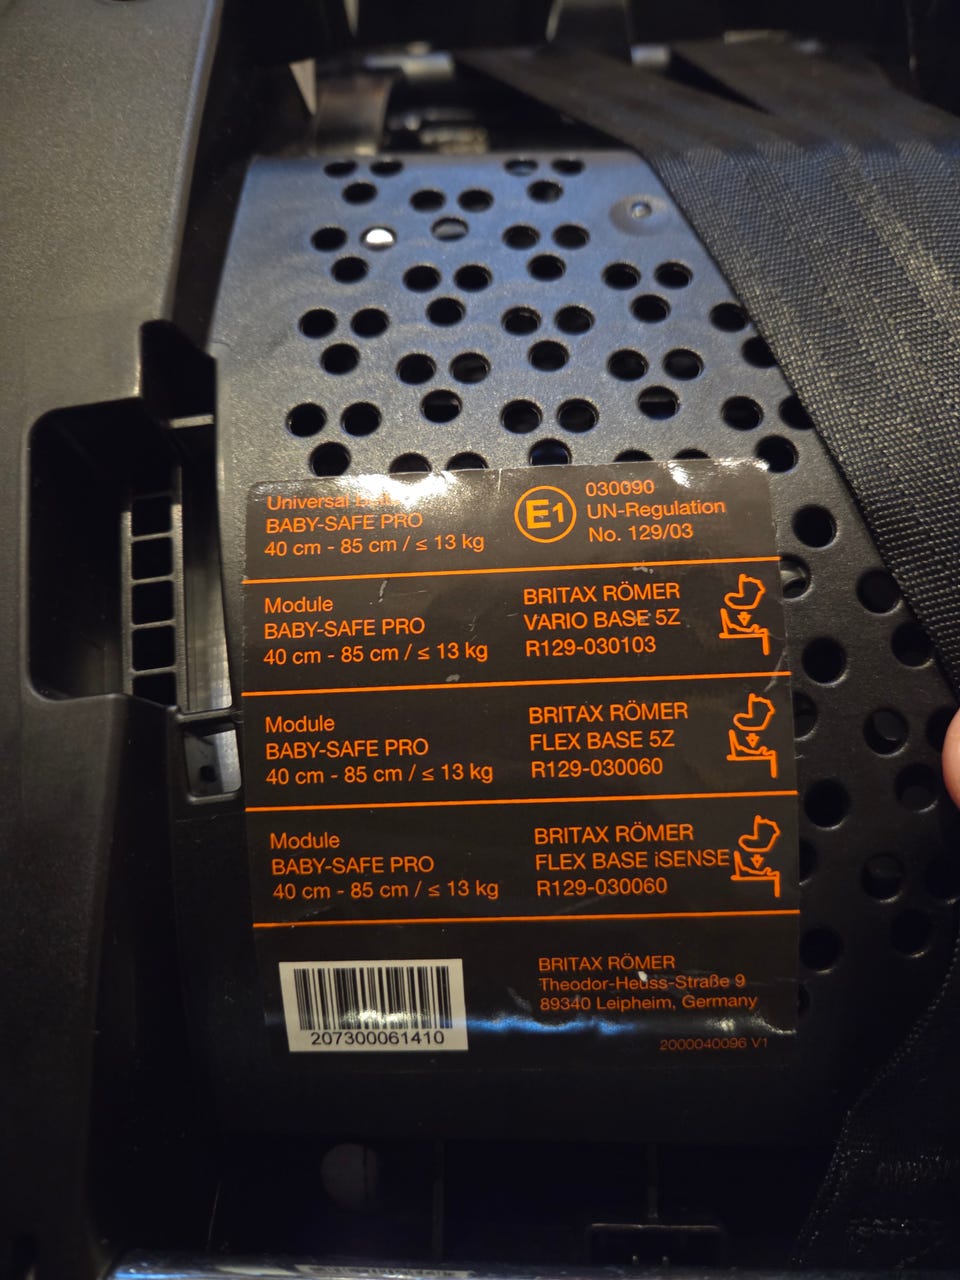 Universal
BABY-SAFE PRO
40 cm - 85 cm / ≤ 13 kg
E1
030090
UN-Regulation
No. 129/03
Module
BABY-SAFE PRO
40 cm - 85 cm / ≤ 13 kg
BRITAX RÖMER
VARIO BASE 5Z
R129-030103
Module
BABY-SAFE PRO
40 cm - 85 cm / ≤ 13 kg
BRITAX RÖMER
FLEX BASE 5Z
R129-030060
Module
BABY-SAFE PRO
40 cm - 85 cm / ≤ 13 kg
BRITAX RÖMER
FLEX BASE iSENSE
R129-030060
207300061410
BRITAX RÖMER
Theodor-Heuss-Straße 9
89340 Leipheim, Germany
2000040096 V1